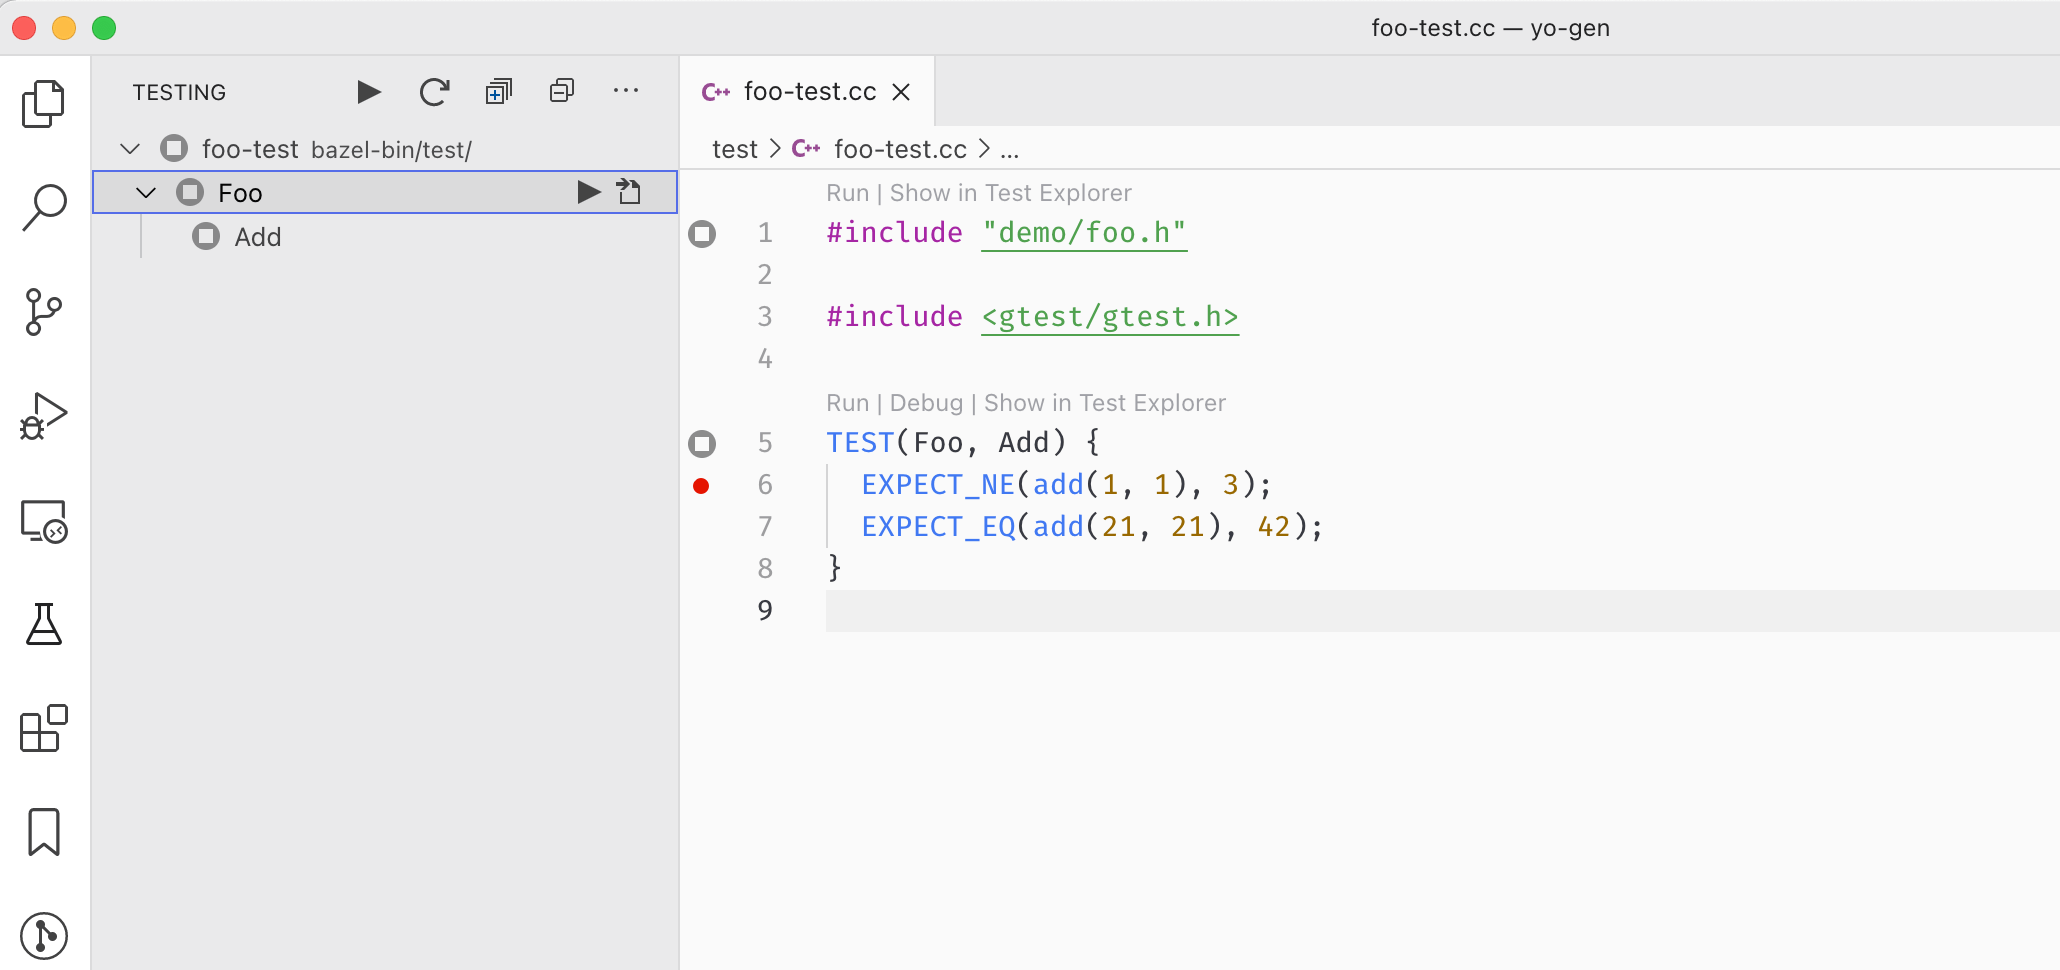 foo-test.cc — yo-gen
TESTING
foo-test bazel-bin/test/
Foo
Add
C++ foo-test.cc
test > C++ foo-test.cc > ...
Run | Show in Test Explorer
1 #include "demo/foo.h"
2
3 #include <gtest/gtest.h>
4
Run | Debug | Show in Test Explorer
5 TEST(Foo, Add) {
6   EXPECT_NE(add(1, 1), 3);
7   EXPECT_EQ(add(21, 21), 42);
8 }
9